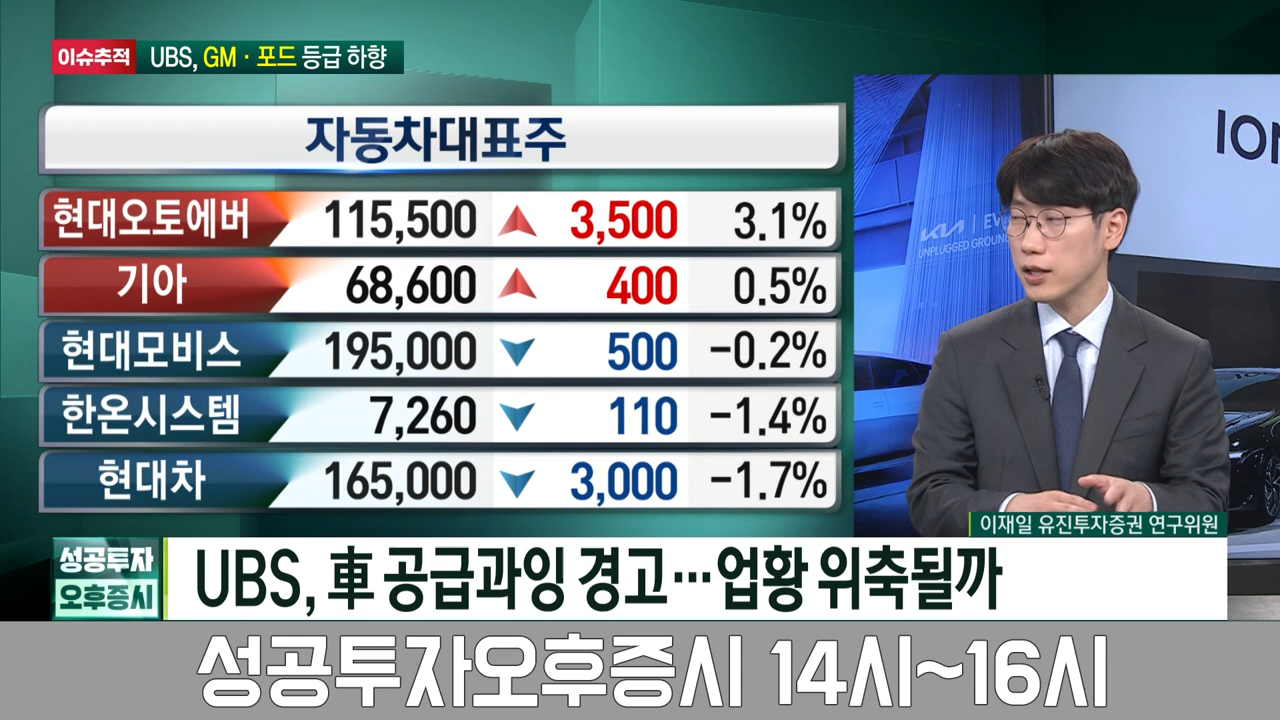 이슈추적 UBS, GM · 포드 등급 하향
자동차대표주
현대오토에버 115,500 ▲ 3,500 3.1%
기아 68,600 ▲ 400 0.5%
현대모비스 195,000 ▼ 500 -0.2%
한온시스템 7,260 ▼ 110 -1.4%
현대차 165,000 ▼ 3,000 -1.7%
ION
KIA | EV
UNPLUGGED GROUN
이재일 유진투자증권 연구위원
성공투자
오후증시
UBS, 車 공급과잉 경고…업황 위축될까
성공투자오후증시 14시~16시